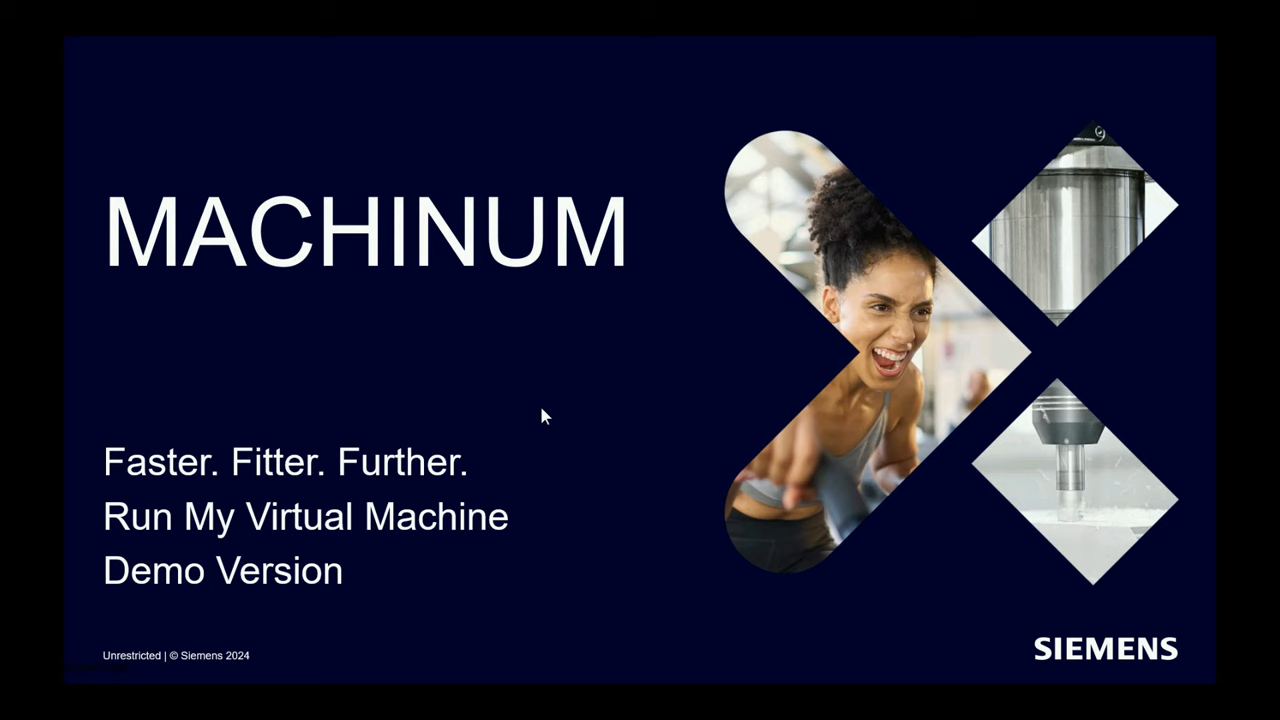 MACHINUM
Faster. Fitter. Further.
Run My Virtual Machine
Demo Version
Unrestricted | © Siemens 2024
SIEMENS